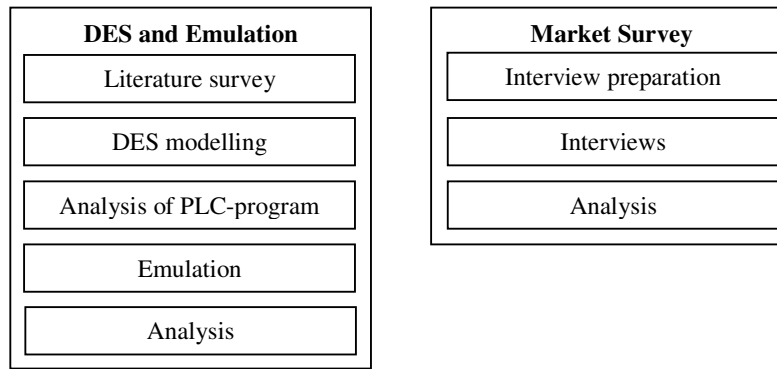 DES and Emulation
Literature survey
DES modelling
Analysis of PLC-program
Emulation
Analysis
Market Survey
Interview preparation
Interviews
Analysis